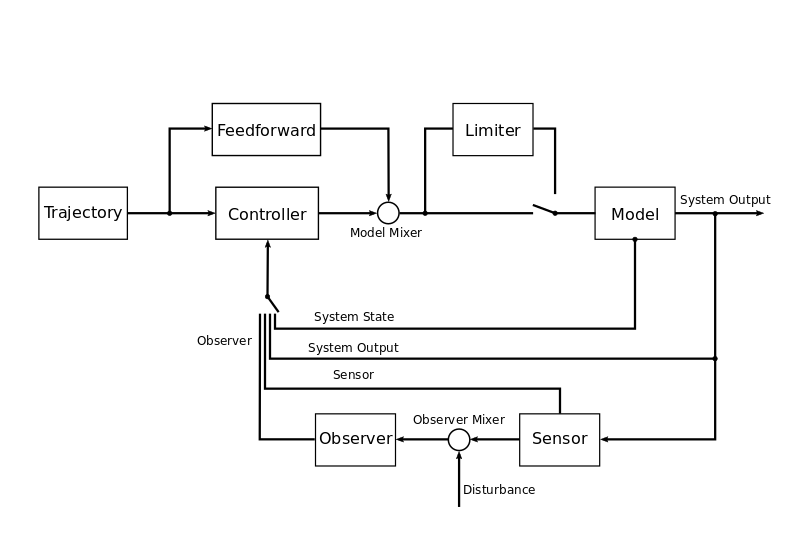 Feedforward
Limiter
Trajectory
Controller
Model Mixer
Model
System Output
System State
Observer
System Output
Sensor
Observer Mixer
Observer
Sensor
Disturbance